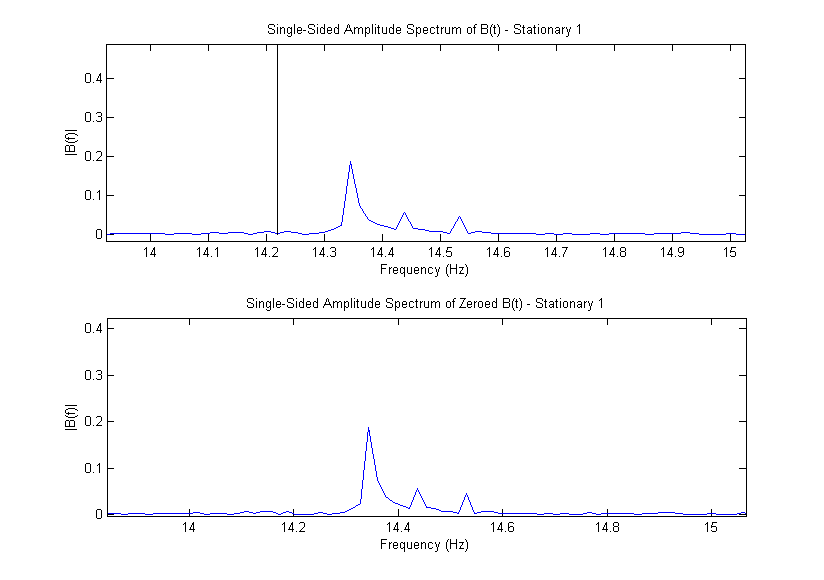 Single-Sided Amplitude Spectrum of B(t) - Stationary 1
|B(f)|
0.4
0.3
0.2
0.1
0
14 14.1 14.2 14.3 14.4 14.5 14.6 14.7 14.8 14.9 15
Frequency (Hz)
Single-Sided Amplitude Spectrum of Zeroed B(t) - Stationary 1
|B(f)|
0.4
0.3
0.2
0.1
0
14 14.2 14.4 14.6 14.8 15
Frequency (Hz)